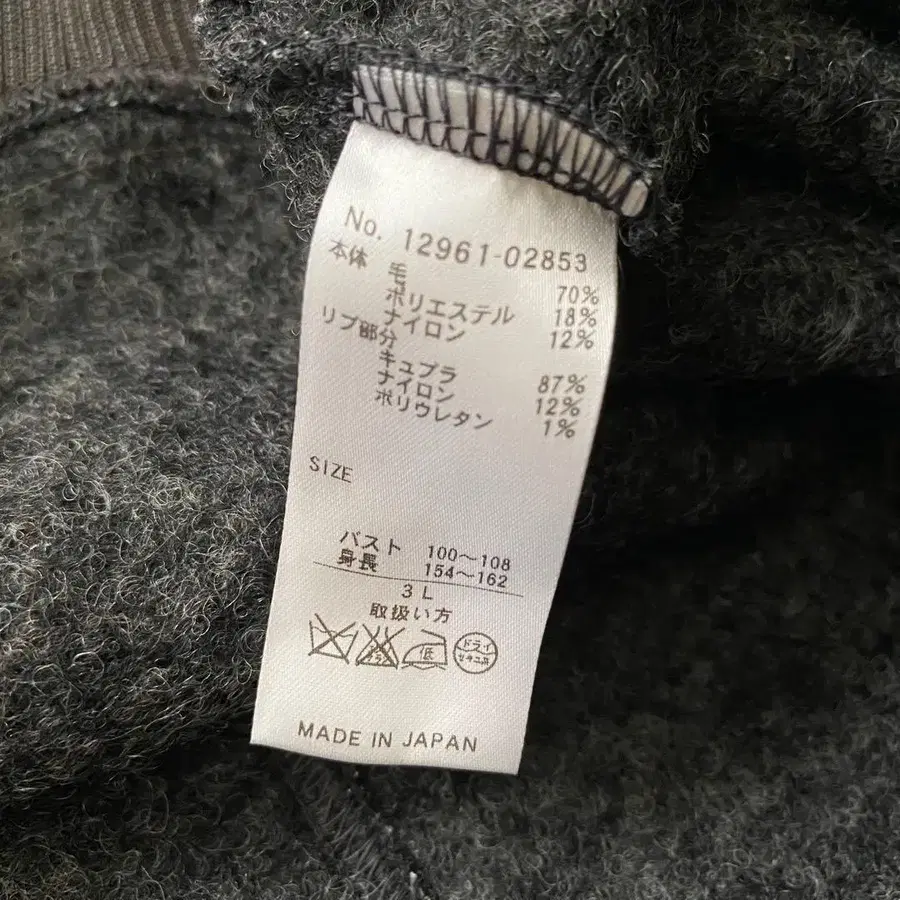 No. 12961-02853
本体 毛 70%
ポリエステル 18%
ナイロン 12%
リブ部分
キュプラ 87%
ナイロン 12%
ポリウレタン 1%
SIZE
バスト 100〜108
身長 154〜162
3L
取扱い方
低 ドライ
MADE IN JAPAN